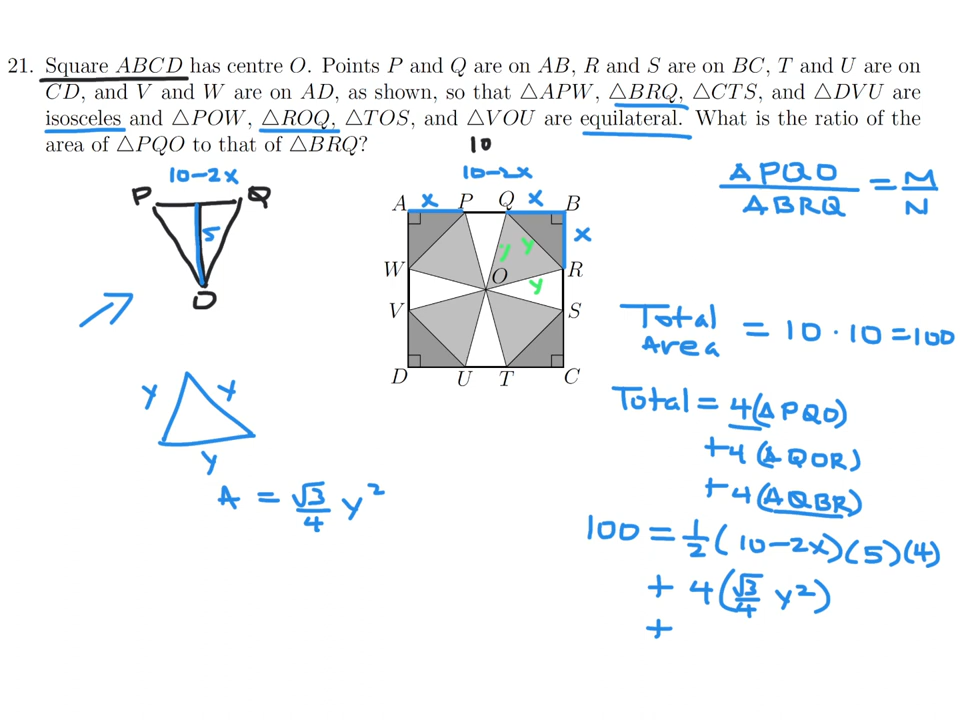 21. Square ABCD has centre O. Points P and Q are on AB, R and S are on BC, T and U are on
CD, and V and W are on AD, as shown, so that △APW, △BRQ, △CTS, and △DVU are
isosceles and △POW, △ROQ, △TOS, and △VOU are equilateral. What is the ratio of the
area of △PQO to that of △BRQ?
10
10-2x
P Q
5
O
10-2x
A x P Q x B
x
W y y O R
y
V S
D U T C
△PQO / △BRQ = M/N
Total Area = 10 · 10 = 100
Total = 4(△PQO)
+4(△QOR)
+4(△QBR)
y y
y
A = √3/4 y²
100 = 1/2(10-2x)(5)(4)
+ 4(√3/4 y²)
+